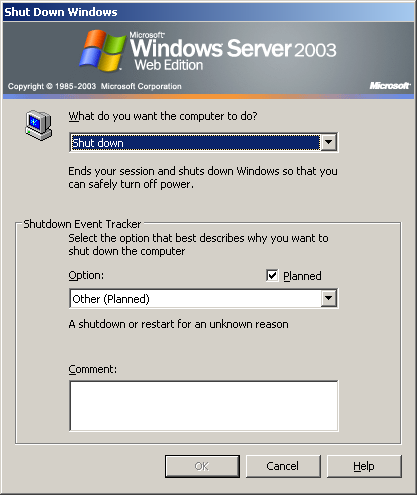 Shut Down Windows
Microsoft
Windows Server 2003
Web Edition
Copyright © 1985-2003 Microsoft Corporation
Microsoft
What do you want the computer to do?
Shut down
Ends your session and shuts down Windows so that you
can safely turn off power.
Shutdown Event Tracker
Select the option that best describes why you want to
shut down the computer
Option:
Planned
Other (Planned)
A shutdown or restart for an unknown reason
Comment:
OK
Cancel
Help